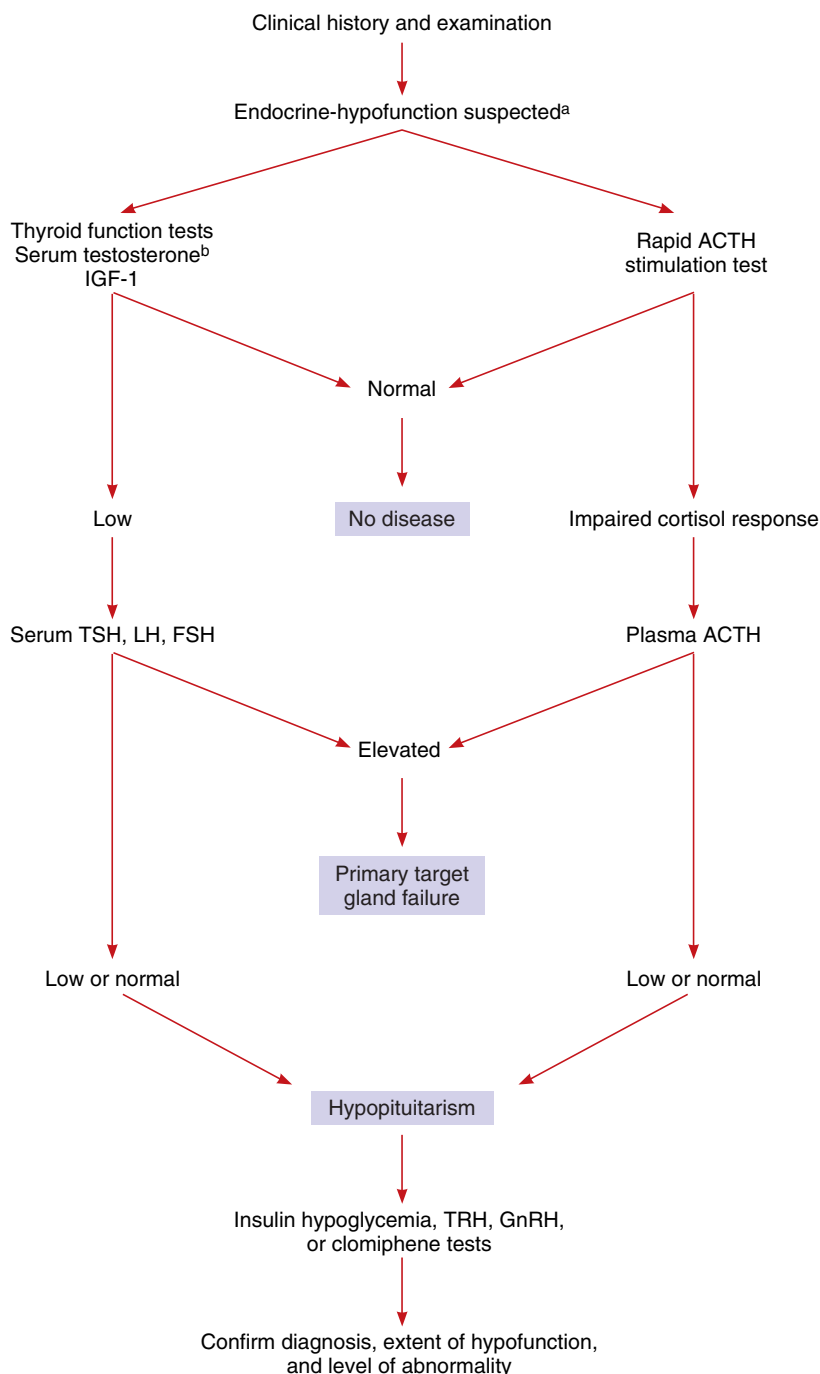 Clinical history and examination
Endocrine-hypofunction suspectedᵃ
Thyroid function tests
Serum testosteroneᵇ
IGF-1
Rapid ACTH
stimulation test
Normal
Low
No disease
Impaired cortisol response
Serum TSH, LH, FSH
Plasma ACTH
Elevated
Primary target
gland failure
Low or normal
Low or normal
Hypopituitarism
Insulin hypoglycemia, TRH, GnRH,
or clomiphene tests
Confirm diagnosis, extent of hypofunction,
and level of abnormality